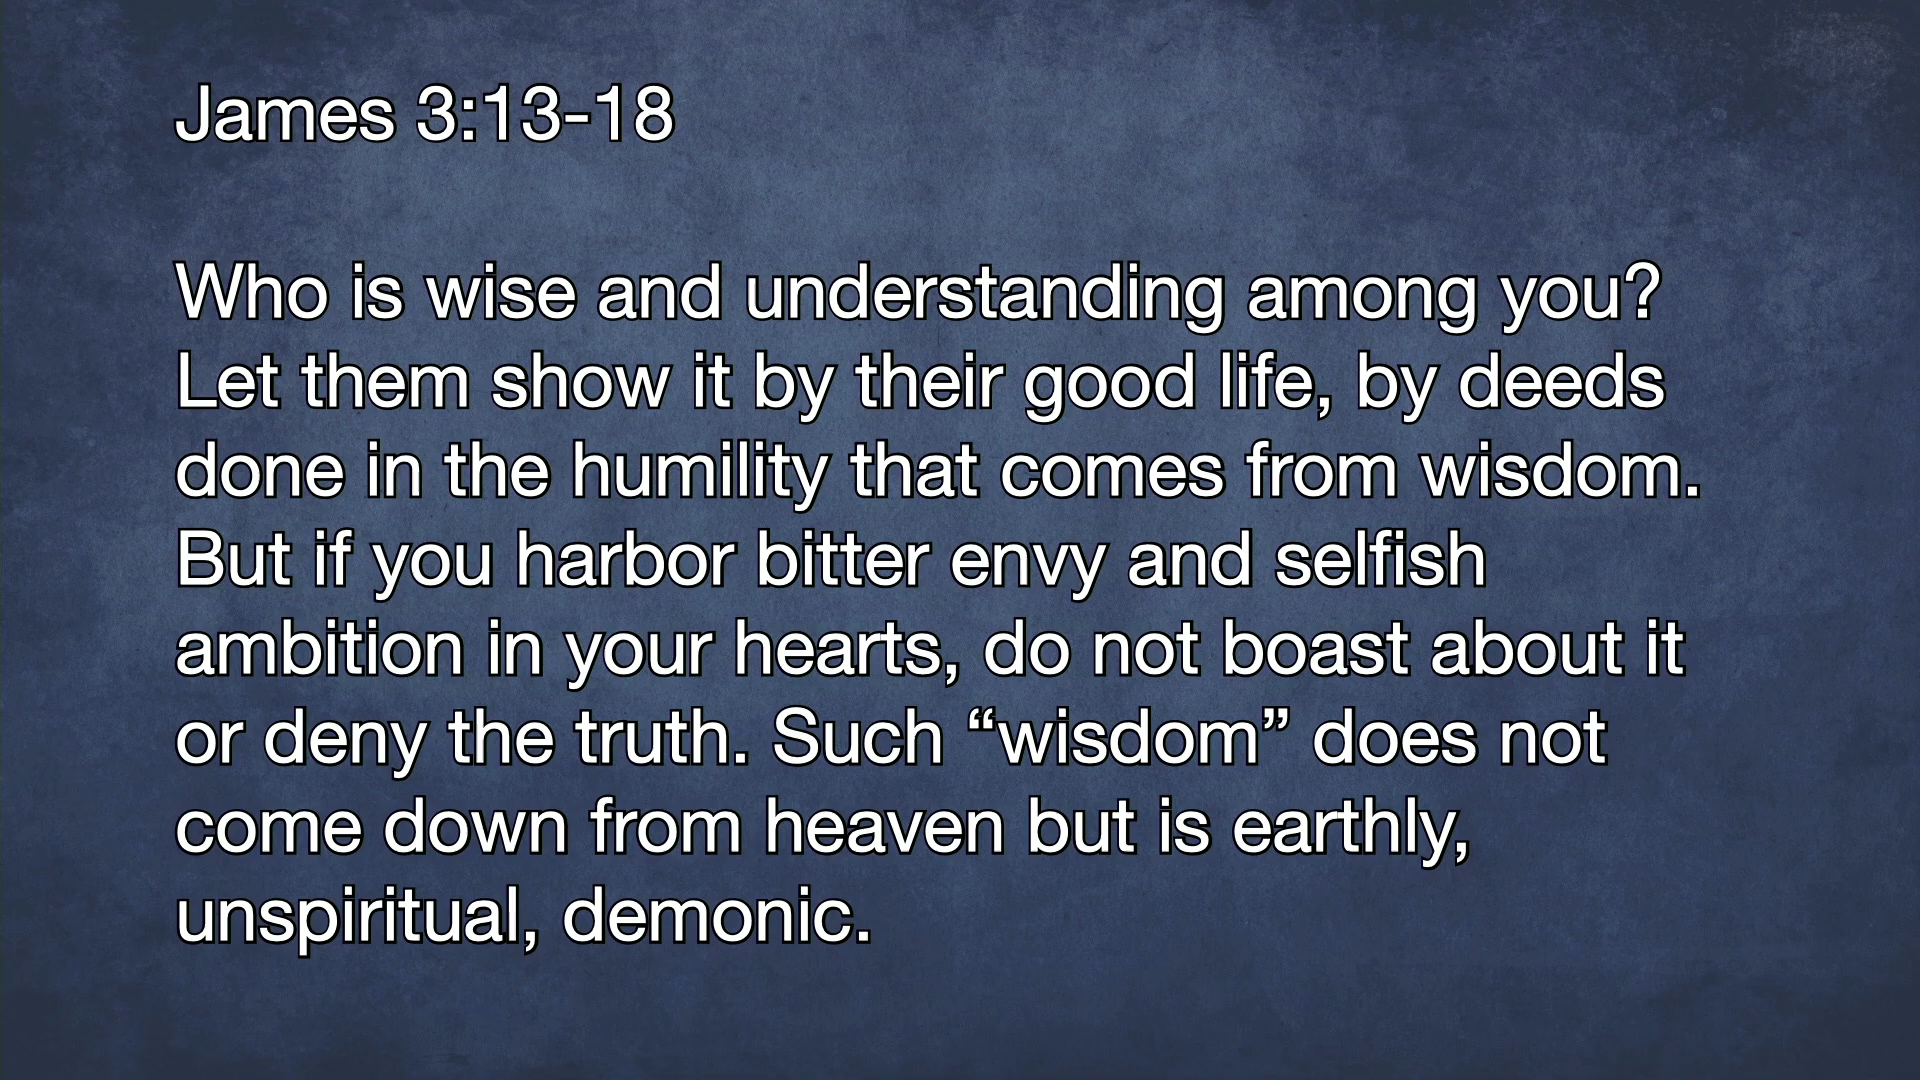 James 3:13-18
Who is wise and understanding among you?
Let them show it by their good life, by deeds
done in the humility that comes from wisdom.
But if you harbor bitter envy and selfish
ambition in your hearts, do not boast about it
or deny the truth. Such “wisdom” does not
come down from heaven but is earthly,
unspiritual, demonic.